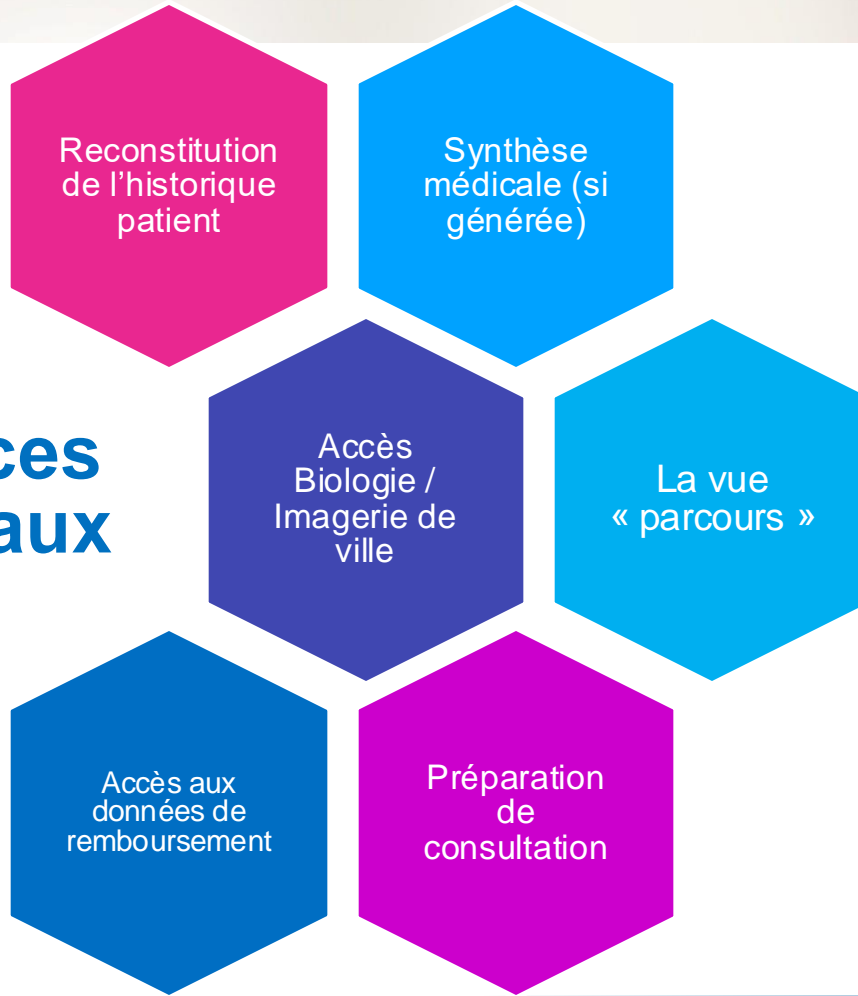 Reconstitution
de l’historique
patient
Synthèse
médicale (si
générée)
ces
aux
Accès
Biologie /
Imagerie de
ville
La vue
« parcours »
Accès aux
données de
remboursement
Préparation
de
consultation